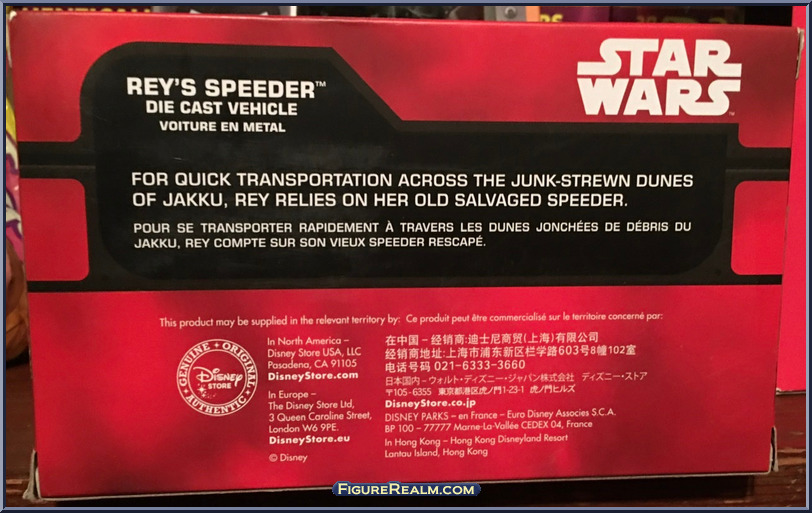 STAR
WARS™
REY'S SPEEDER™
DIE CAST VEHICLE
VOITURE EN METAL
FOR QUICK TRANSPORTATION ACROSS THE JUNK-STREWN DUNES
OF JAKKU, REY RELIES ON HER OLD SALVAGED SPEEDER.
POUR SE TRANSPORTER RAPIDEMENT À TRAVERS LES DUNES JONCHÉES DE DÉBRIS DU
JAKKU, REY COMPTE SUR SON VIEUX SPEEDER RESCAPÉ.
This product may be supplied in the relevant territory by: Ce produit peut être commercialisé sur le territoire concerné par:
GENUINE • ORIGINAL
Disney
STORE
AUTHENTIC
In North America –
Disney Store USA, LLC
Pasadena, CA 91105
DisneyStore.com
In Europe –
The Disney Store Ltd,
3 Queen Caroline Street,
London W6 9PE.
DisneyStore.eu
© Disney
在中国 – 经销商:迪士尼商贸(上海)有限公司
经销商地址:上海市浦东新区栏学路603号8幢102室
电话号码 021-6333-3660
日本国内 – ウォルト・ディズニー・ジャパン株式会社 ディズニー・ストア
〒105-6355 東京都港区虎ノ門1-23-1 虎ノ門ヒルズ
DisneyStore.co.jp
DISNEY PARKS – en France – Euro Disney Associes S.C.A.
BP 100 – 77777 Marne-La-Vallée CEDEX 04, France
In Hong Kong – Hong Kong Disneyland Resort
Lantau Island, Hong Kong
FIGUREREALM.COM